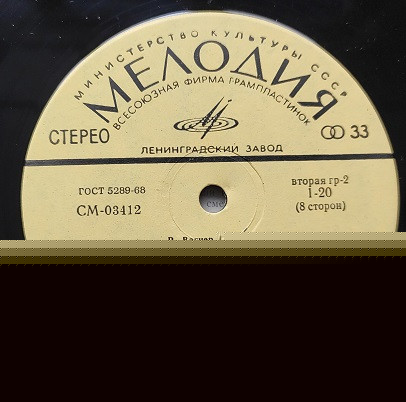 МИНИСТЕРСТВО КУЛЬТУРЫ СССР
МЕЛОДИЯ
ВСЕСОЮЗНАЯ ФИРМА ГРАМПЛАСТИНОК
СТЕРЕО
33
ЛЕНИНГРАДСКИЙ ЗАВОД
ГОСТ 5289-68
СМ-03412
вторая гр-2
1-20
(8 сторон)